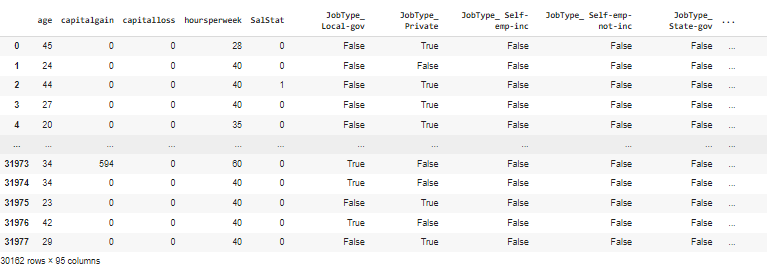 age capitalgain capitalloss hoursperweek SalStat JobType_ Local-gov JobType_ Private JobType_ Self-emp-inc JobType_ Self-emp-not-inc JobType_ State-gov ...
0 45 0 0 28 0 False True False False False ...
1 24 0 0 40 0 False False False False False ...
2 44 0 0 40 1 False True False False False ...
3 27 0 0 40 0 False True False False False ...
4 20 0 0 35 0 False True False False False ...
... ... ... ... ... ... ... ... ... ... ... ...
31973 34 594 0 60 0 True False False False False ...
31974 34 0 0 40 0 True False False False False ...
31975 23 0 0 40 0 False True False False False ...
31976 42 0 0 40 0 True False False False False ...
31977 29 0 0 40 0 False True False False False ...
30162 rows × 95 columns